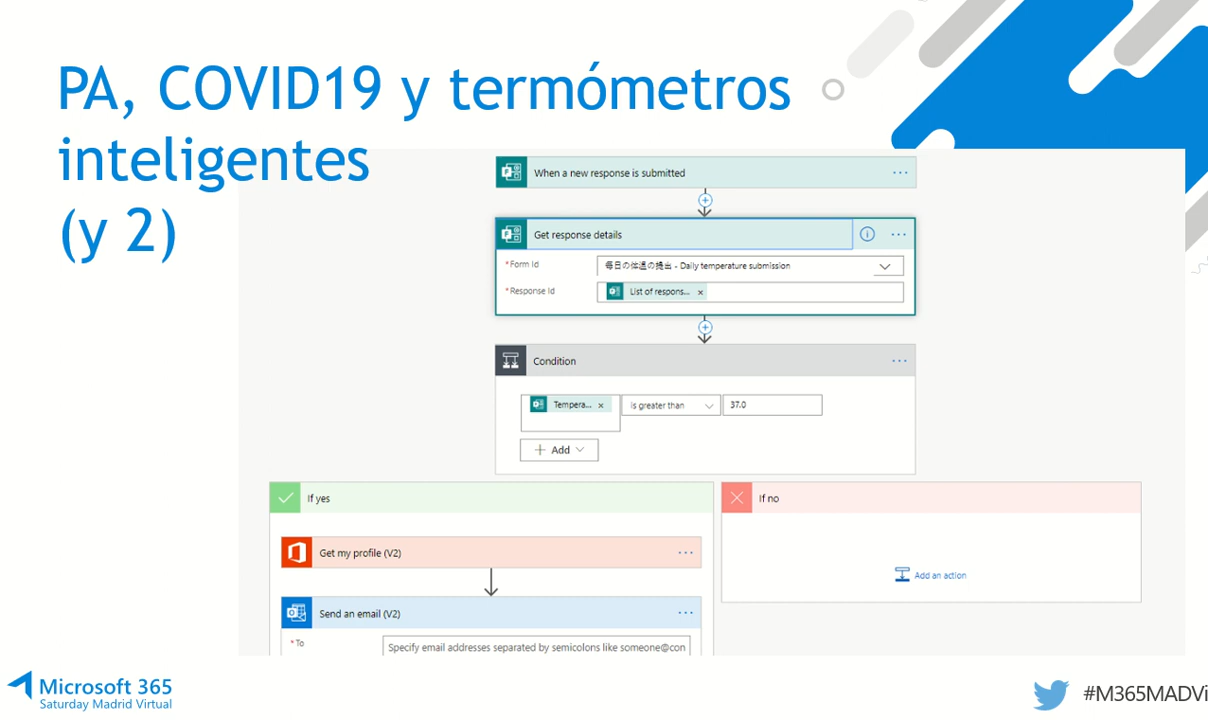 PA, COVID19 y termómetros
inteligentes
(y 2)
When a new response is submitted
Get response details
*Form Id
毎日の体温の提出 - Daily temperature submission
*Response Id
List of respons... ×
Condition
Tempera... ×
is greater than
37.0
Add
If yes
If no
Get my profile (V2)
Add an action
Send an email (V2)
*To
Specify email addresses separated by semicolons like someone@con
Microsoft 365
Saturday Madrid Virtual
#M365MADVi